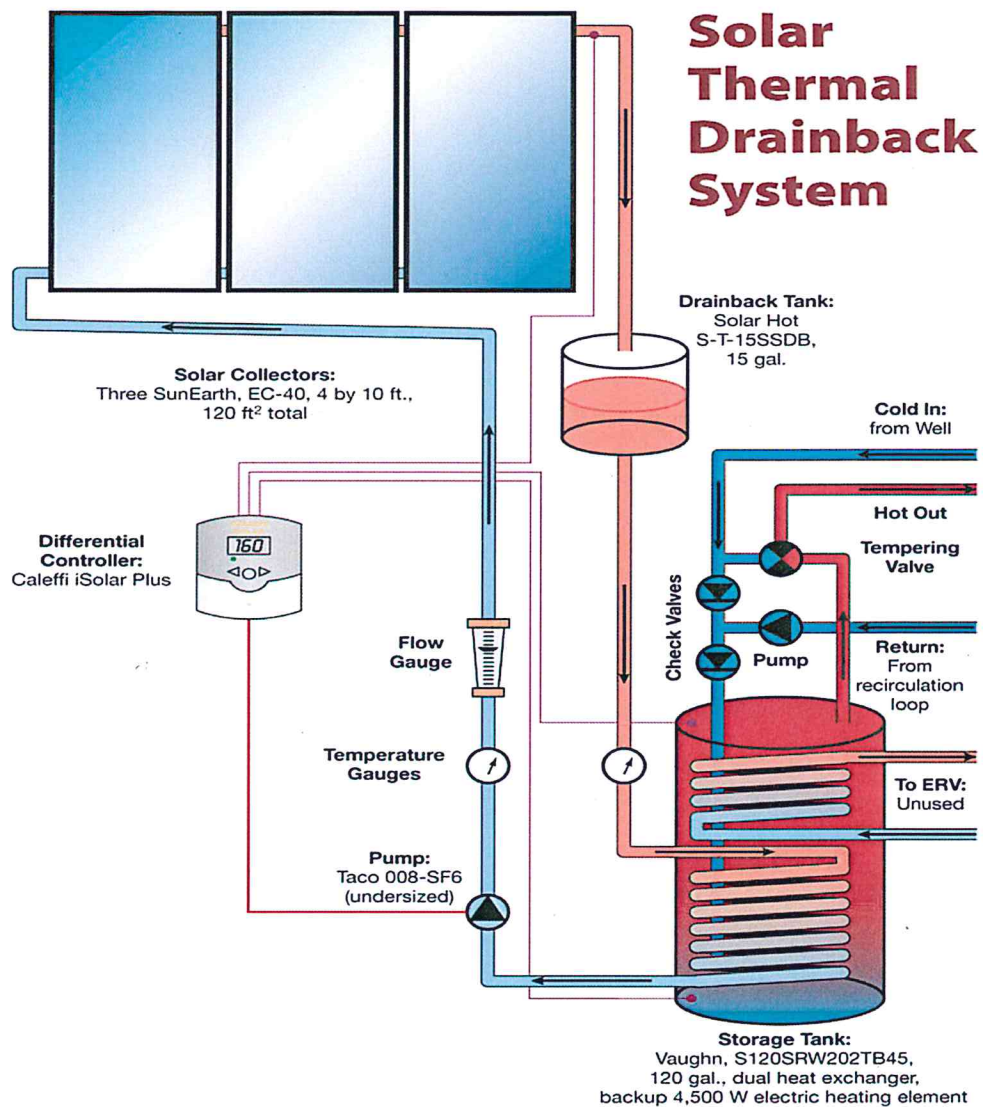 Solar
Thermal
Drainback
System
Drainback Tank:
Solar Hot
S-T-15SSDB,
15 gal.
Solar Collectors:
Three SunEarth, EC-40, 4 by 10 ft.,
120 ft² total
Cold In:
from Well
Hot Out
Differential
Controller:
Caleffi iSolar Plus
160
Tempering
Valve
Check Valves
Flow
Gauge
Pump
Return:
From
recirculation
loop
Temperature
Gauges
To ERV:
Unused
Pump:
Taco 008-SF6
(undersized)
Storage Tank:
Vaughn, S120SRW202TB45,
120 gal., dual heat exchanger,
backup 4,500 W electric heating element